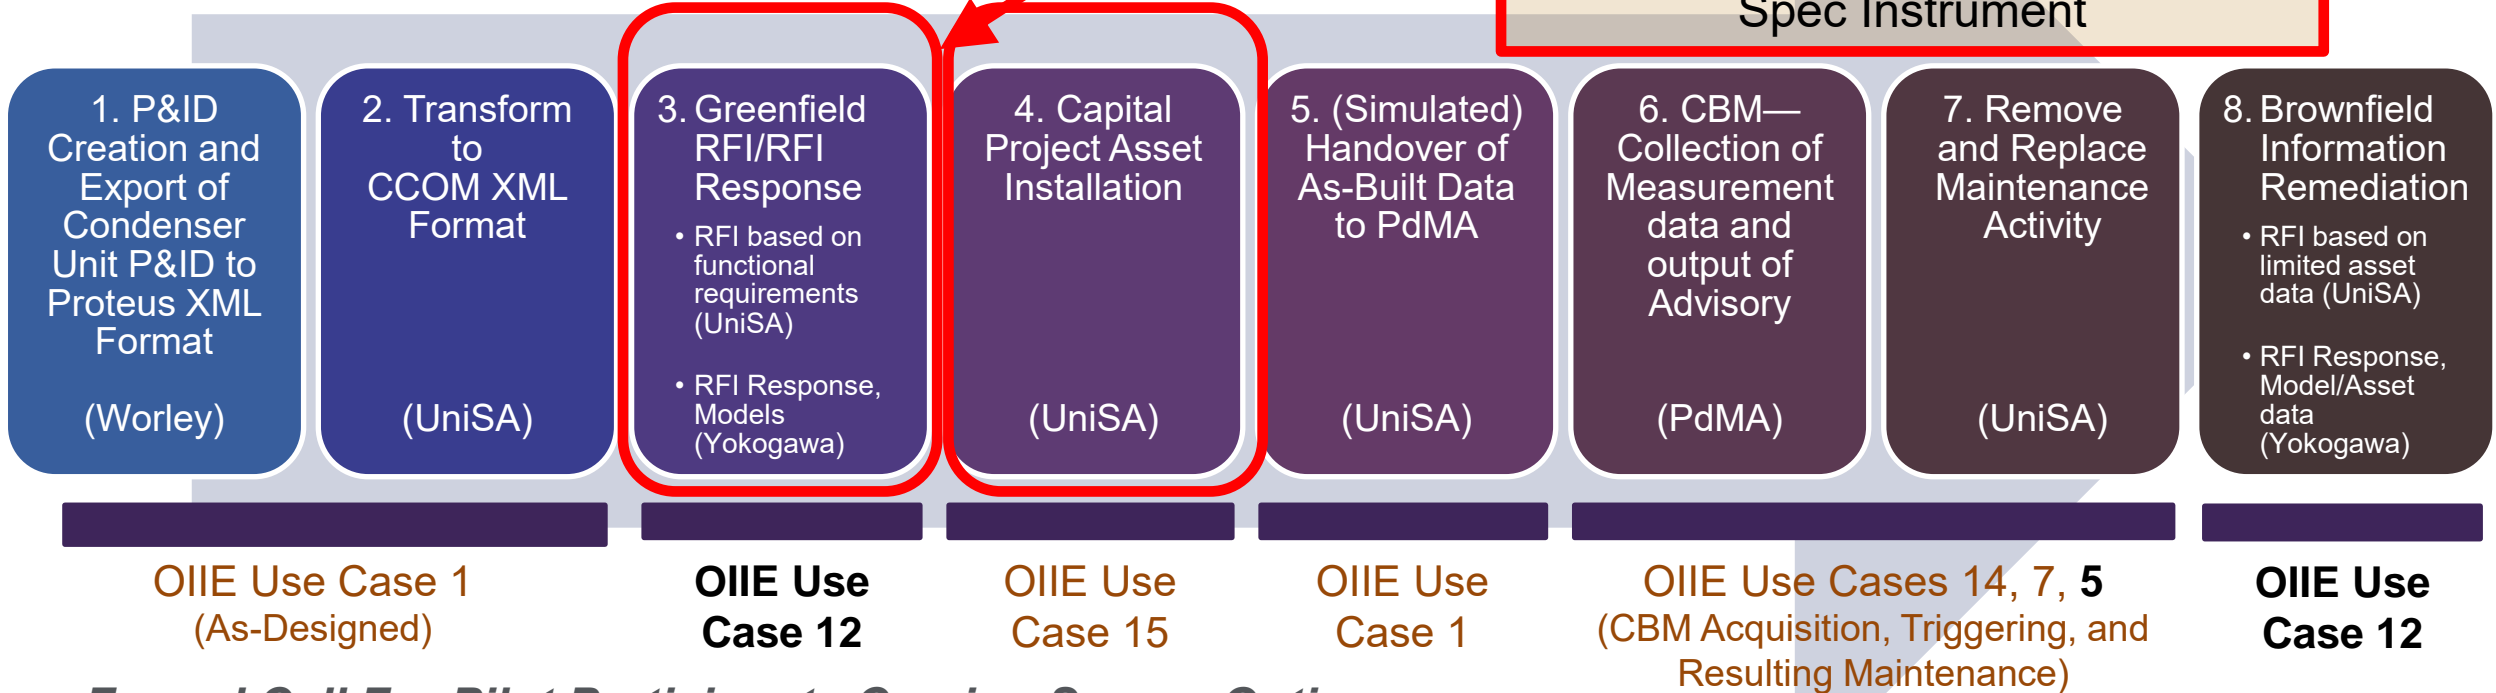 Spec Instrument
1. P&ID
Creation and
Export of
Condenser
Unit P&ID to
Proteus XML
Format
(Worley)
2. Transform
to
CCOM XML
Format
(UniSA)
3. Greenfield
RFI/RFI
Response
• RFI based on
functional
requirements
(UniSA)
• RFI Response,
Models
(Yokogawa)
4. Capital
Project Asset
Installation
(UniSA)
5. (Simulated)
Handover of
As-Built Data
to PdMA
(UniSA)
6. CBM—
Collection of
Measurement
data and
output of
Advisory
(PdMA)
7. Remove
and Replace
Maintenance
Activity
(UniSA)
8. Brownfield
Information
Remediation
• RFI based on
limited asset
data (UniSA)
• RFI Response,
Model/Asset
data
(Yokogawa)
OIIE Use Case 1
(As-Designed)
OIIE Use
Case 12
OIIE Use
Case 15
OIIE Use
Case 1
OIIE Use Cases 14, 7, 5
(CBM Acquisition, Triggering, and
Resulting Maintenance)
OIIE Use
Case 12